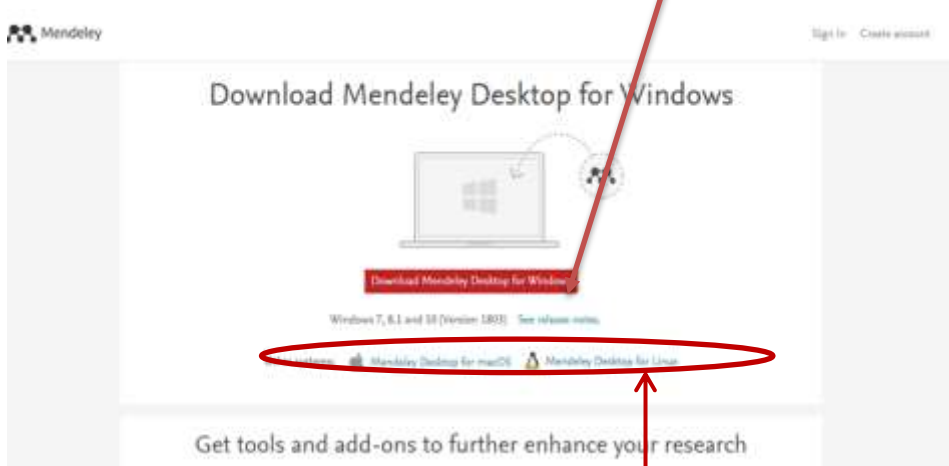 Mendeley
Sign In Create account
Download Mendeley Desktop for Windows
Download Mendeley Desktop for Windows
Windows 7, 8.1 and 10 (Version 1803) See release notes.
systems: Mendeley Desktop for macOS Mendeley Desktop for Linux
Get tools and add-ons to further enhance your research